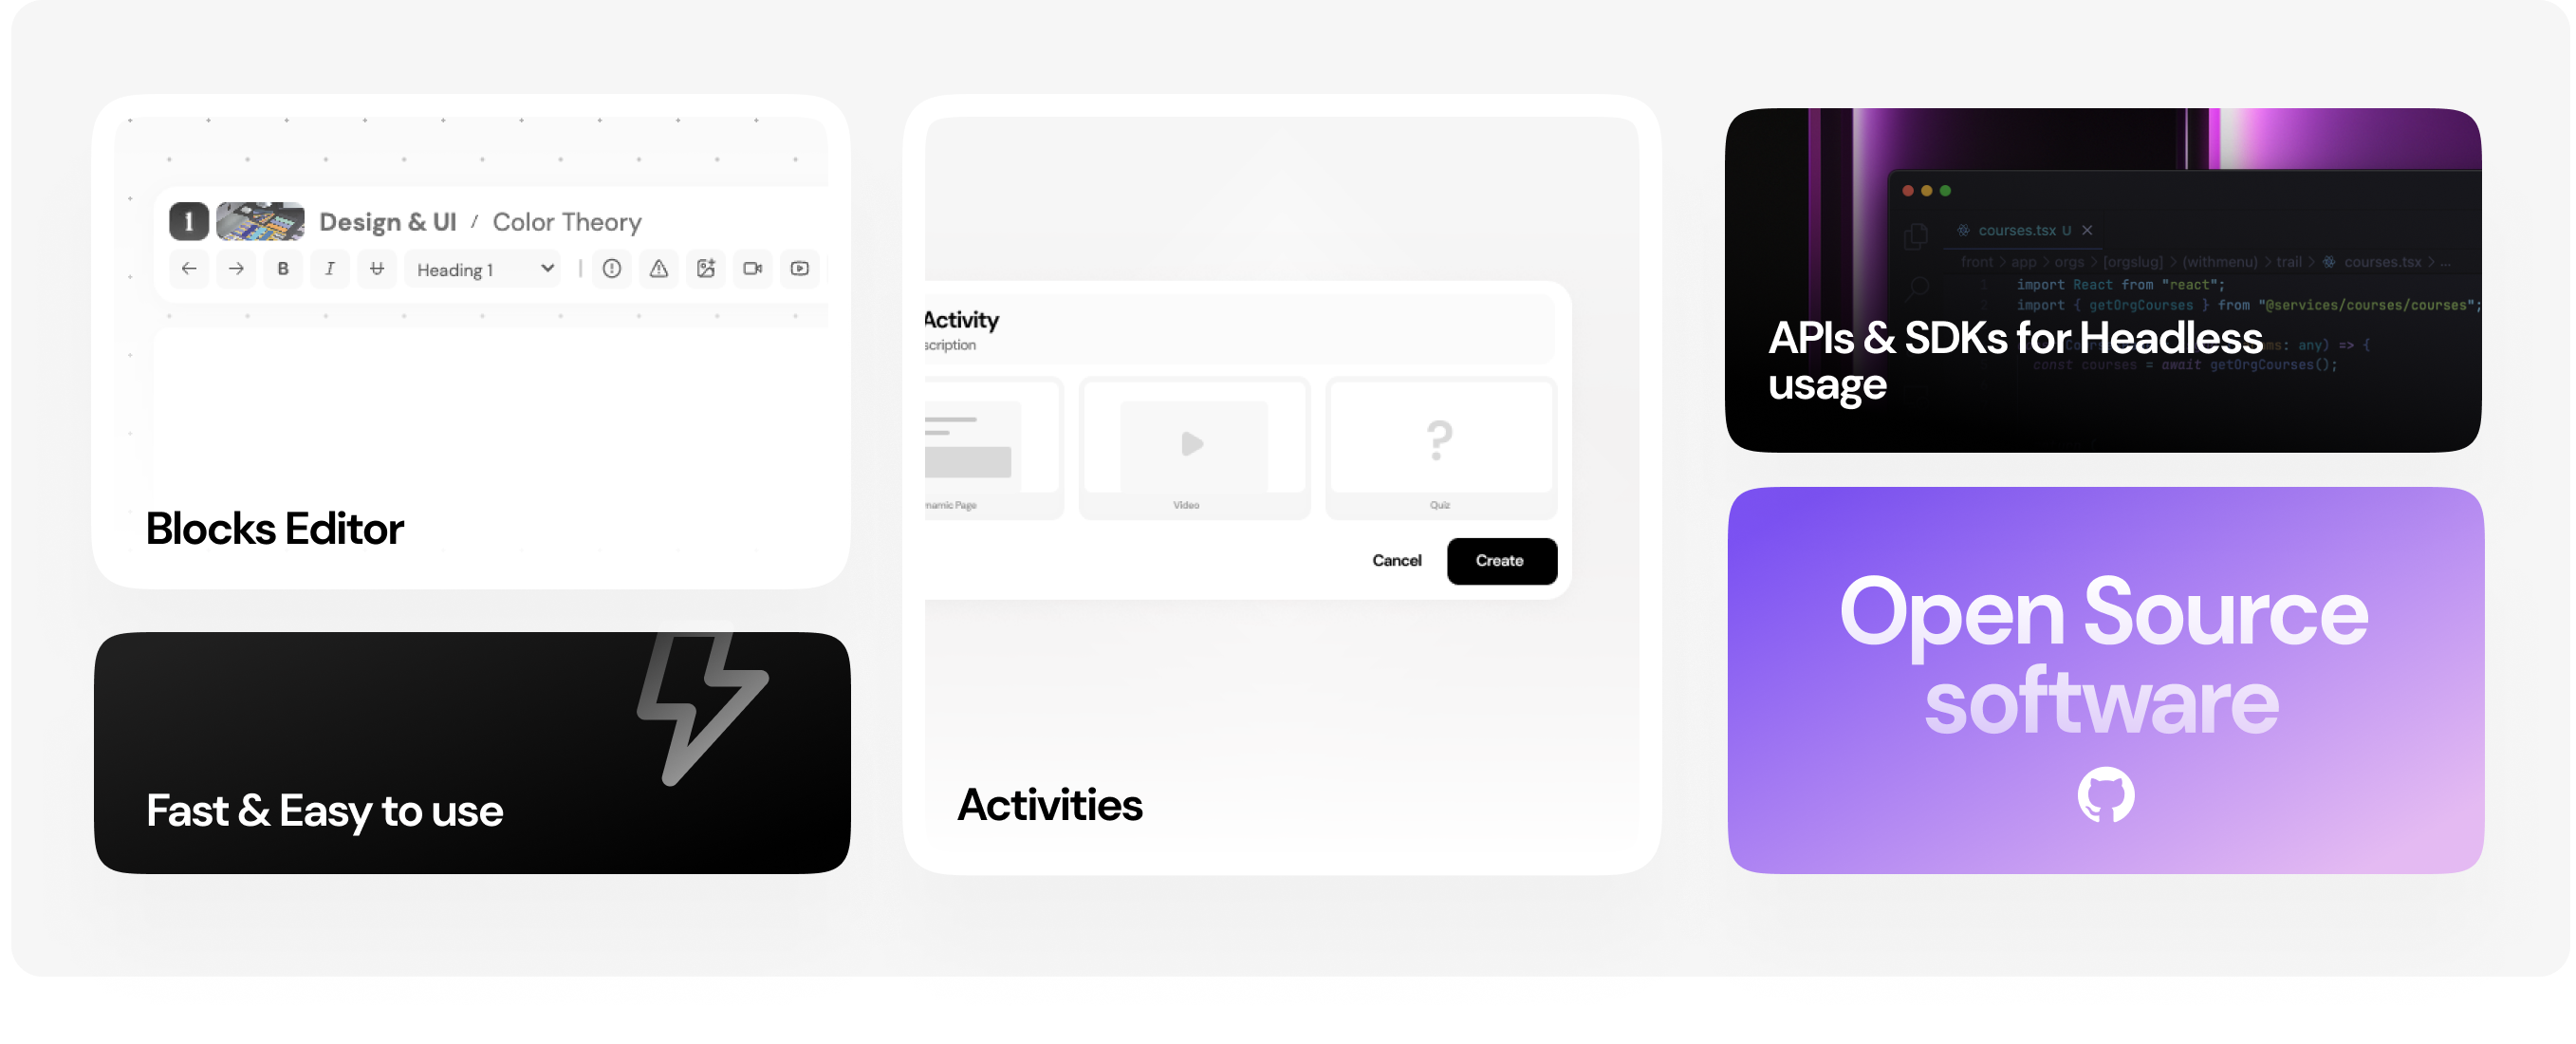 1 Design & UI / Color Theory
B I U Heading 1
Blocks Editor
Fast & Easy to use
Activity
scription
namic Page Video Quiz
Cancel Create
Activities
courses.tsx U
front > app > orgs > [orgslug] > (withmenu) > trail > courses.tsx > ...
1 import React from "react";
2 import { getOrgCourses } from "@services/courses/courses";
APIs & SDKs for Headless
any) => {
const courses = await getOrgCourses();
usage
Open Source
software